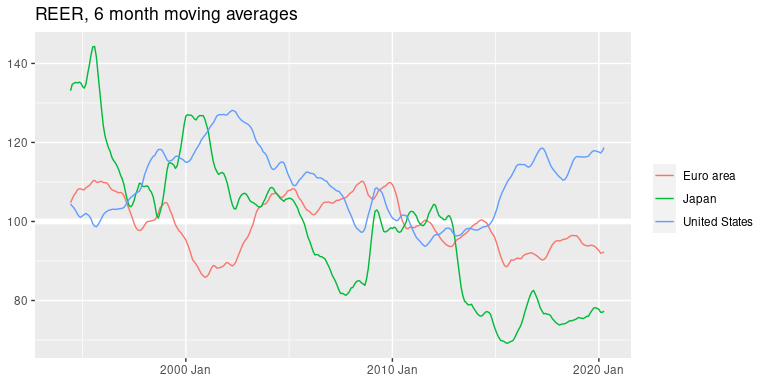 REER, 6 month moving averages
140
120
100
80
2000 Jan
2010 Jan
2020 Jan
Euro area
Japan
United States